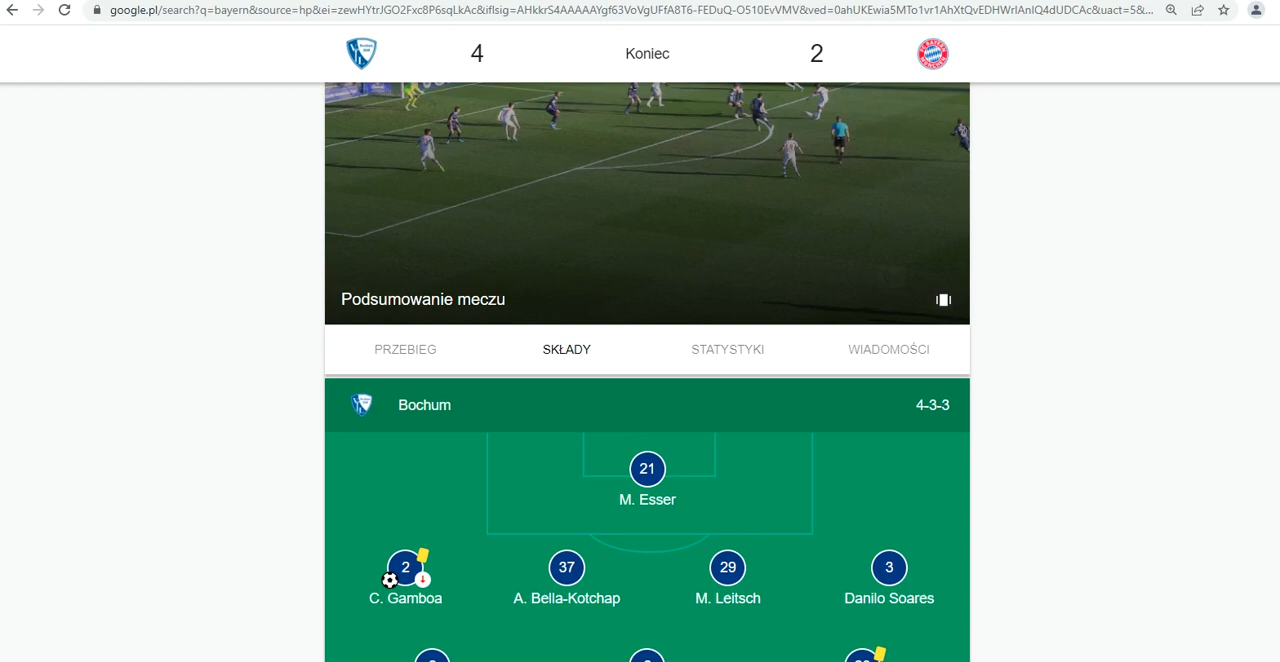 google.pl/search?q=bayern&source=hp&ei=zewHYtrJGO2Fxc8P6sqLkAc&iflsig=AHkkrS4AAAAAYgf63VoVgUFfA8T6-FEDuQ-O510EvVMV&ved=0ahUKEwia5MTo1vr1AhXtQvEDHWrlAnIQ4dUDCAc&uact=5&...
4 Koniec 2
Podsumowanie meczu
PRZEBIEG SKŁADY STATYSTYKI WIADOMOŚCI
Bochum 4-3-3
21
M. Esser
2 37 29 3
C. Gamboa A. Bella-Kotchap M. Leitsch Danilo Soares